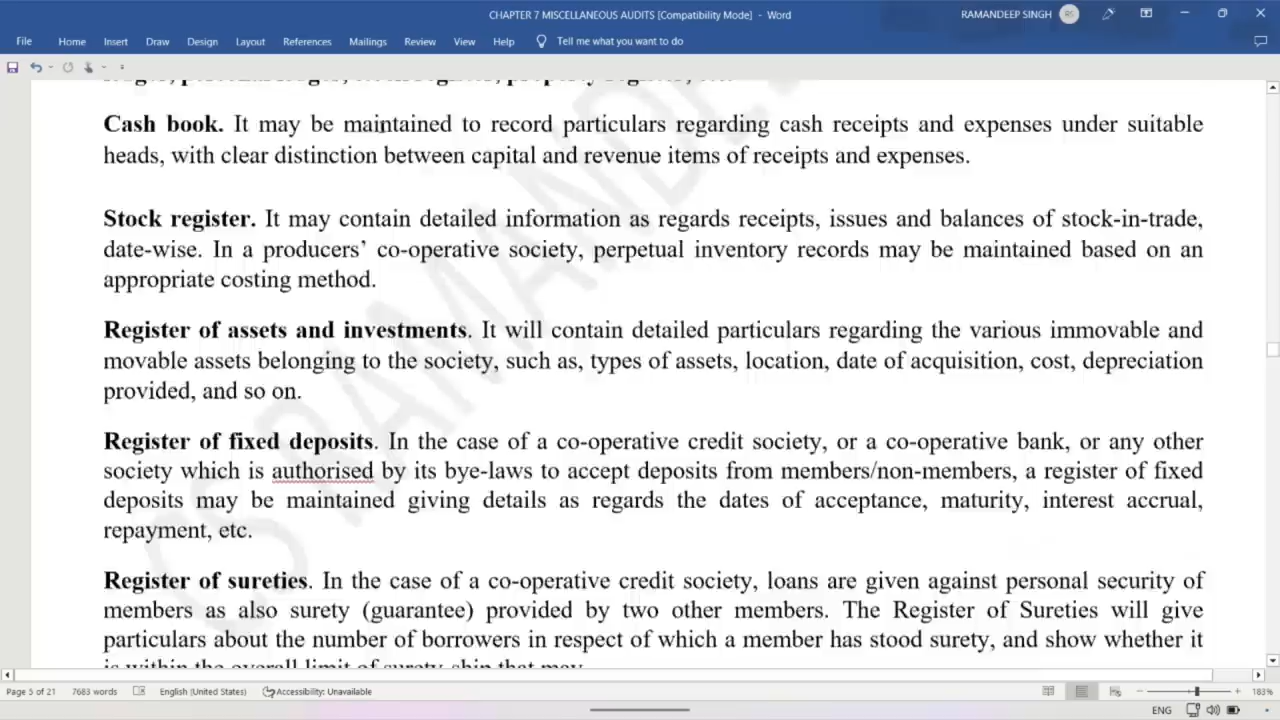 CHAPTER 7 MISCELLANEOUS AUDITS [Compatibility Mode] - Word
RAMANDEEP SINGH
RS
File Home Insert Draw Design Layout References Mailings Review View Help Tell me what you want to do
Cash book. It may be maintained to record particulars regarding cash receipts and expenses under suitable
heads, with clear distinction between capital and revenue items of receipts and expenses.
Stock register. It may contain detailed information as regards receipts, issues and balances of stock-in-trade,
date-wise. In a producers’ co-operative society, perpetual inventory records may be maintained based on an
appropriate costing method.
Register of assets and investments. It will contain detailed particulars regarding the various immovable and
movable assets belonging to the society, such as, types of assets, location, date of acquisition, cost, depreciation
provided, and so on.
Register of fixed deposits. In the case of a co-operative credit society, or a co-operative bank, or any other
society which is authorised by its bye-laws to accept deposits from members/non-members, a register of fixed
deposits may be maintained giving details as regards the dates of acceptance, maturity, interest accrual,
repayment, etc.
Register of sureties. In the case of a co-operative credit society, loans are given against personal security of
members as also surety (guarantee) provided by two other members. The Register of Sureties will give
particulars about the number of borrowers in respect of which a member has stood surety, and show whether it
is within the overall limit of surety-ship that may
Page 5 of 21 7683 words English (United States) Accessibility: Unavailable 183%
ENG